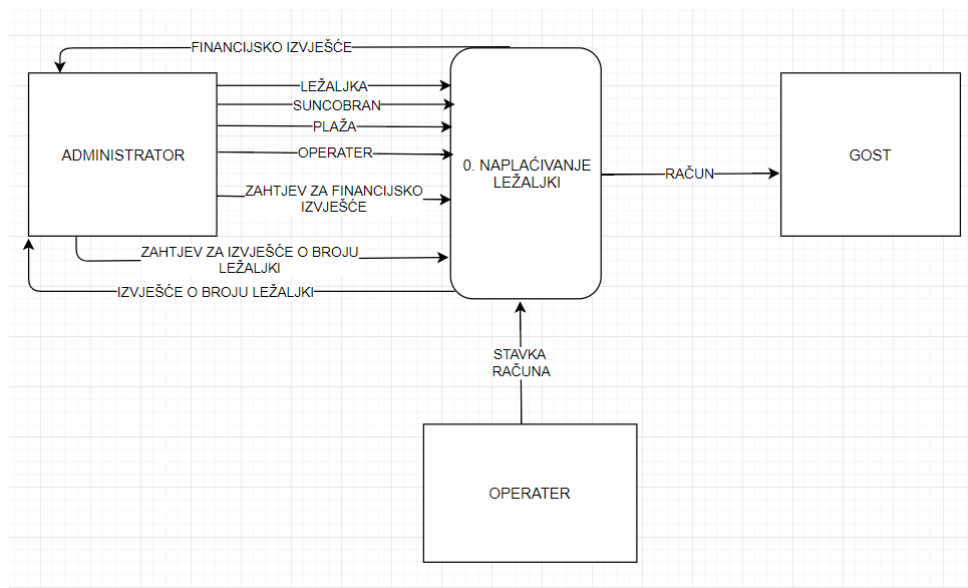 FINANCIJSKO IZVJEŠĆE
LEŽALJKA
SUNCOBRAN
PLAŽA
ADMINISTRATOR
OPERATER
0. NAPLAĆIVANJE
LEŽALJKI
GOST
RAČUN
ZAHTJEV ZA FINANCIJSKO
IZVJEŠĆE
ZAHTJEV ZA IZVJEŠĆE O BROJU
LEŽALJKI
IZVJEŠĆE O BROJU LEŽALJKI
STAVKA
RAČUNA
OPERATER